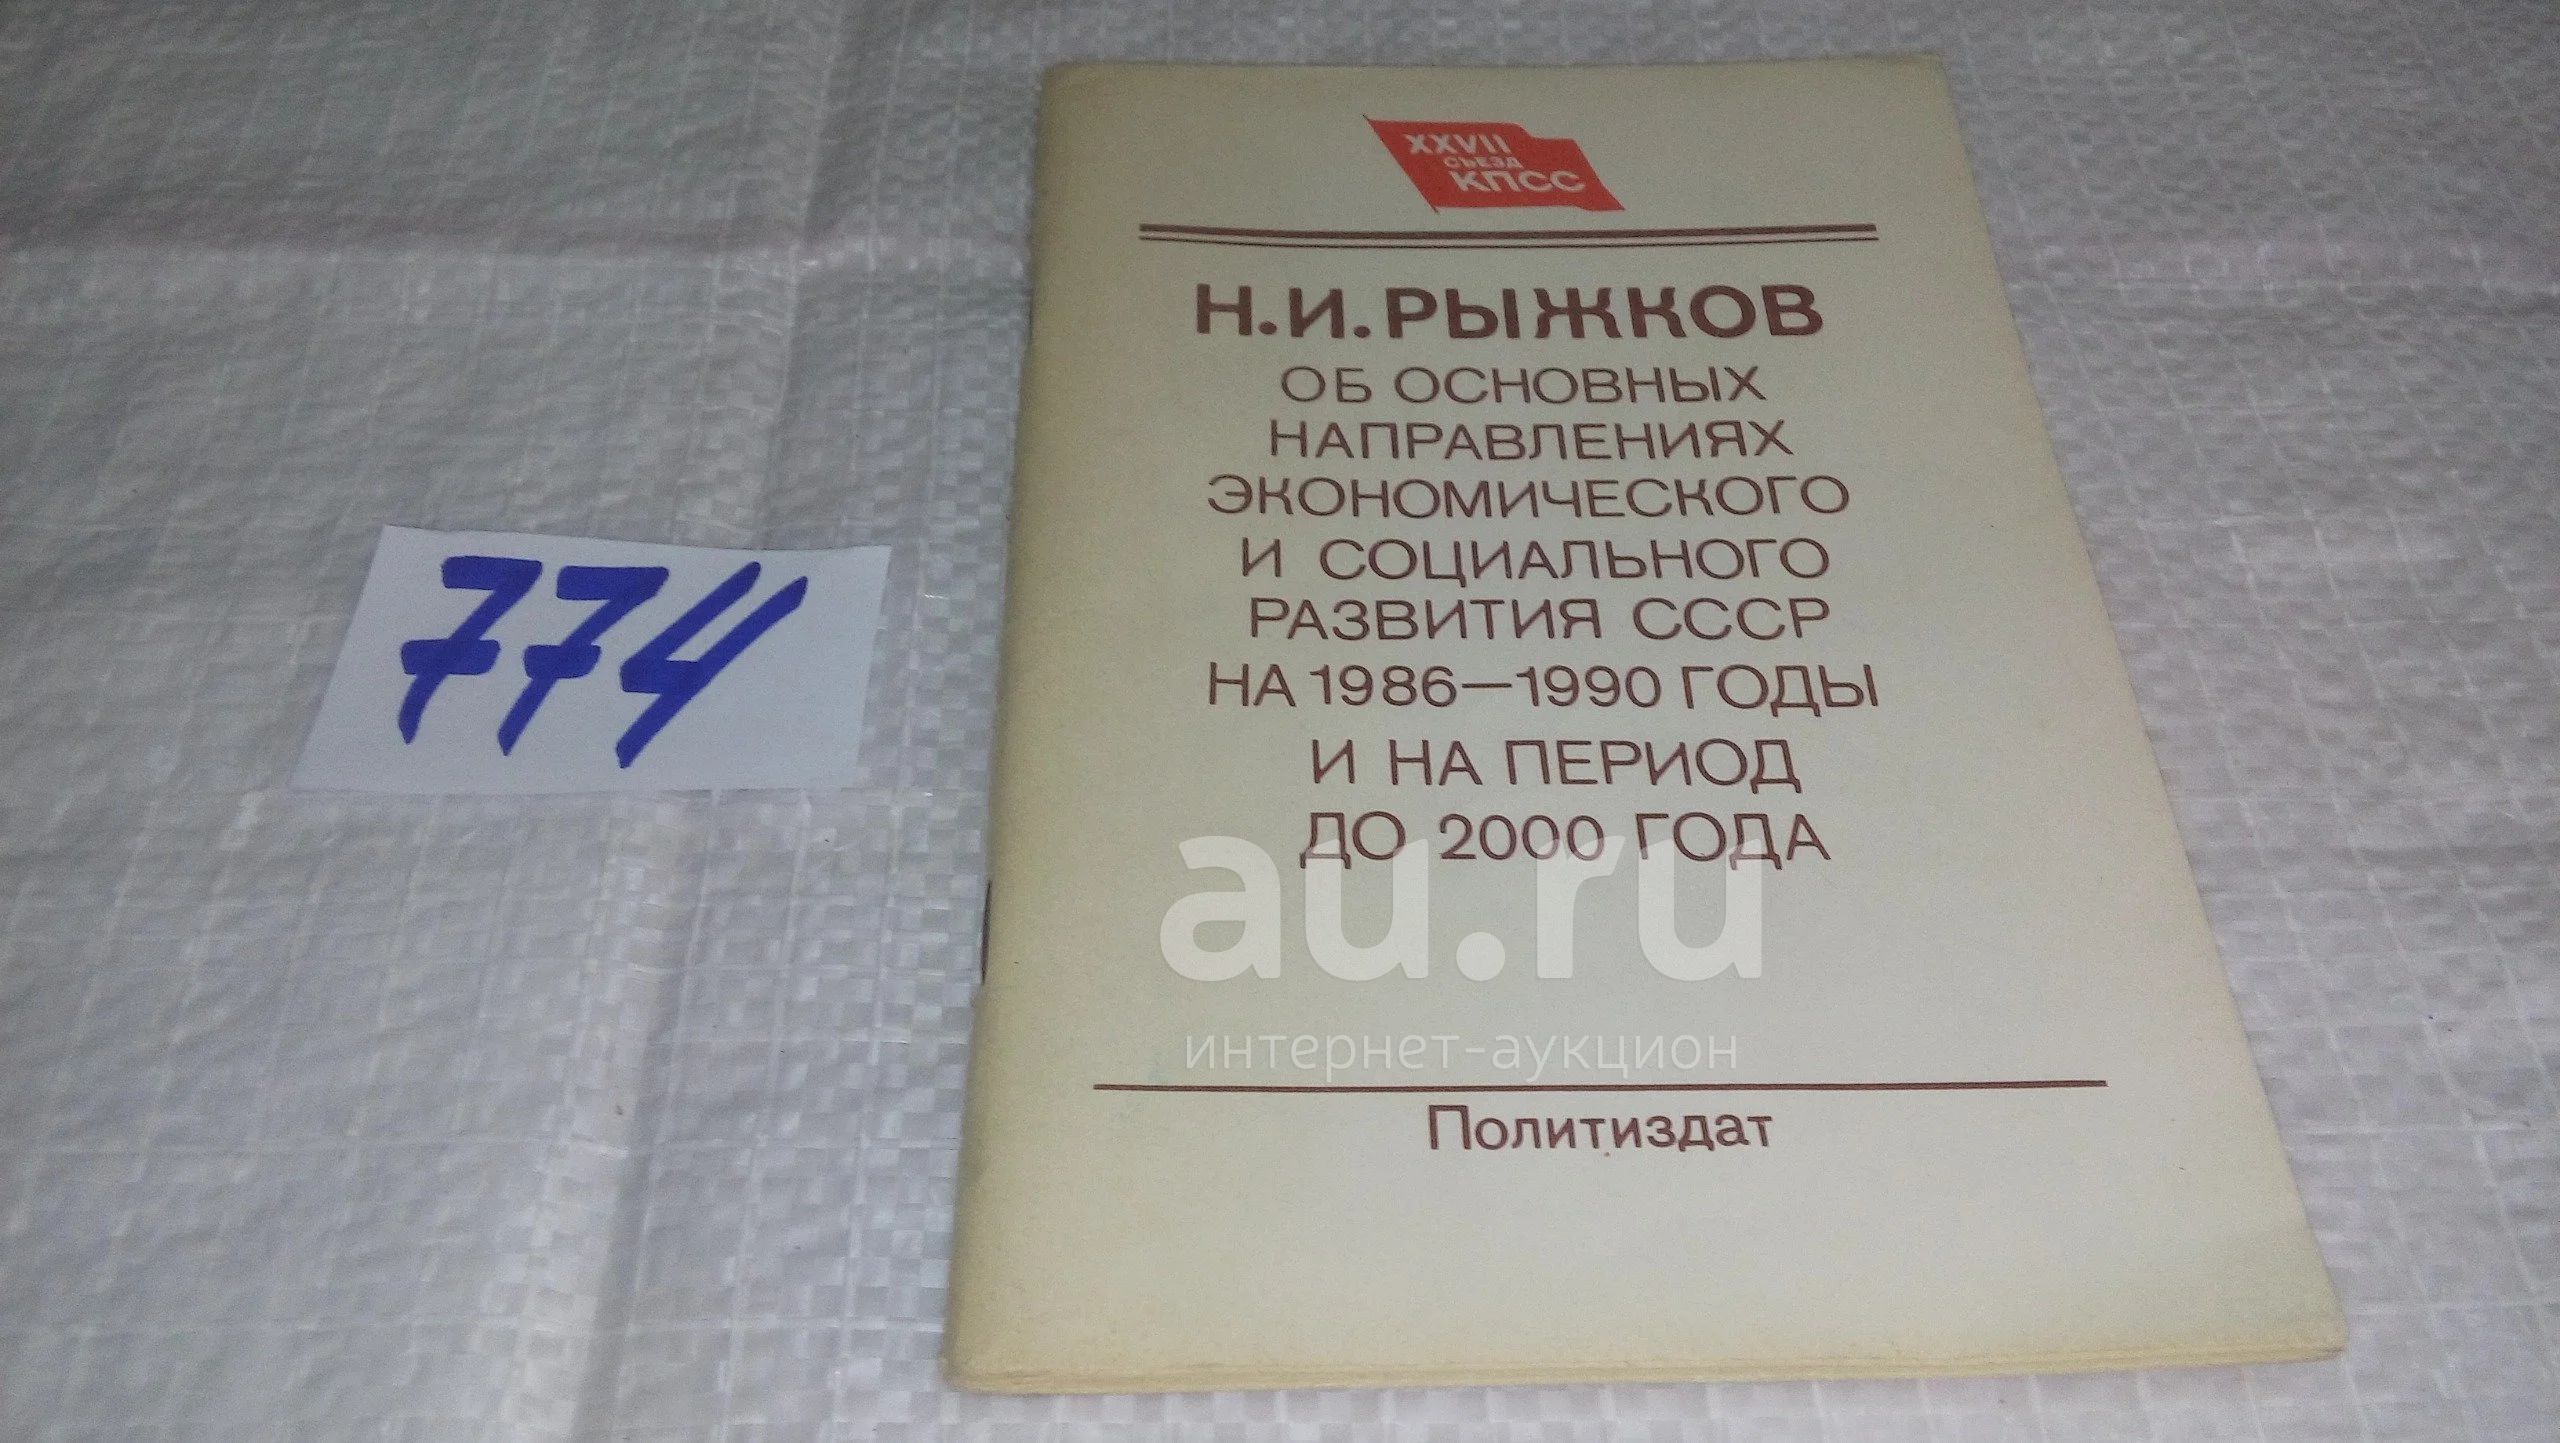 XXVII
СЪЕЗД
КПСС
Н.И.РЫЖКОВ
ОБ ОСНОВНЫХ
НАПРАВЛЕНИЯХ
ЭКОНОМИЧЕСКОГО
И СОЦИАЛЬНОГО
РАЗВИТИЯ СССР
НА 1986—1990 ГОДЫ
И НА ПЕРИОД
ДО 2000 ГОДА
au.ru
интернет-аукцион
Политиздат
774